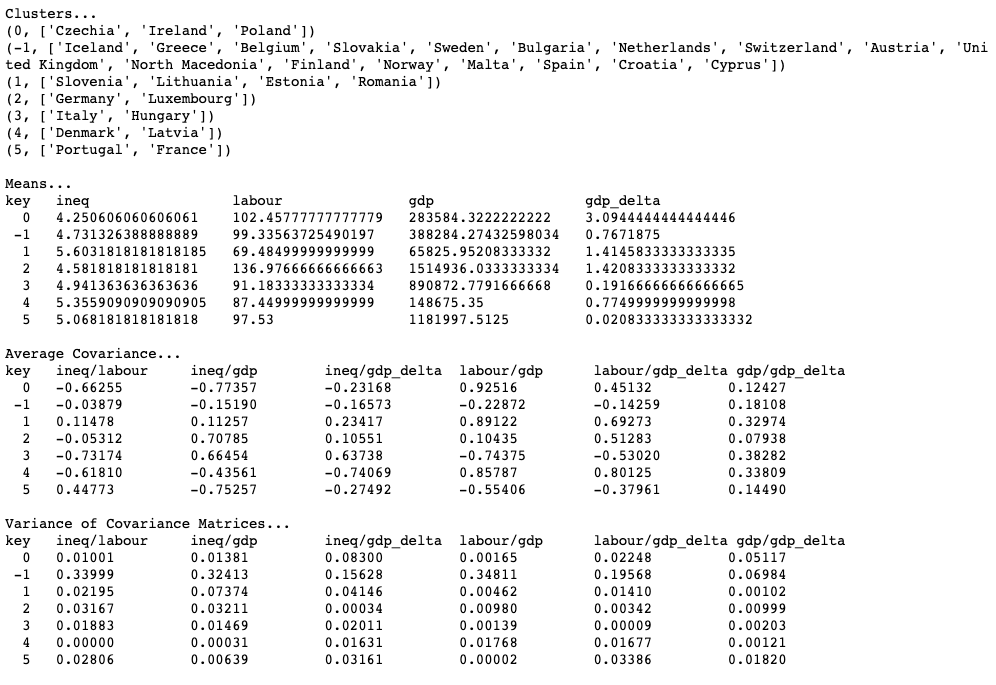 Clusters...
(0, ['Czechia', 'Ireland', 'Poland'])
(-1, ['Iceland', 'Greece', 'Belgium', 'Slovakia', 'Sweden', 'Bulgaria', 'Netherlands', 'Switzerland', 'Austria', 'Uni
ted Kingdom', 'North Macedonia', 'Finland', 'Norway', 'Malta', 'Spain', 'Croatia', 'Cyprus'])
(1, ['Slovenia', 'Lithuania', 'Estonia', 'Romania'])
(2, ['Germany', 'Luxembourg'])
(3, ['Italy', 'Hungary'])
(4, ['Denmark', 'Latvia'])
(5, ['Portugal', 'France'])

Means...
key ineq labour gdp gdp_delta
0 4.250606060606061 102.45777777777779 283584.3222222222 3.0944444444444446
-1 4.731326388888889 99.33563725490197 388284.27432598034 0.7671875
1 5.6031818181818185 69.48499999999999 65825.95208333332 1.4145833333333335
2 4.581818181818181 136.97666666666663 1514936.0333333334 1.4208333333333332
3 4.941363636363636 91.18333333333334 890872.7791666668 0.19166666666666665
4 5.3559090909090905 87.44999999999999 148675.35 0.7749999999999998
5 5.068181818181818 97.53 1181997.5125 0.020833333333333332

Average Covariance...
key ineq/labour ineq/gdp ineq/gdp_delta labour/gdp labour/gdp_delta gdp/gdp_delta
0 -0.66255 -0.77357 -0.23168 0.92516 0.45132 0.12427
-1 -0.03879 -0.15190 -0.16573 -0.22872 -0.14259 0.18108
1 0.11478 0.11257 0.23417 0.89122 0.69273 0.32974
2 -0.05312 0.70785 0.10551 0.10435 0.51283 0.07938
3 -0.73174 0.66454 0.63738 -0.74375 -0.53020 0.38282
4 -0.61810 -0.43561 -0.74069 0.85787 0.80125 0.33809
5 0.44773 -0.75257 -0.27492 -0.55406 -0.37961 0.14490

Variance of Covariance Matrices...
key ineq/labour ineq/gdp ineq/gdp_delta labour/gdp labour/gdp_delta gdp/gdp_delta
0 0.01001 0.01381 0.08300 0.00165 0.02248 0.05117
-1 0.33999 0.32413 0.15628 0.34811 0.19568 0.06984
1 0.02195 0.07374 0.04146 0.00462 0.01410 0.00102
2 0.03167 0.03211 0.00034 0.00980 0.00342 0.00999
3 0.01883 0.01469 0.02011 0.00139 0.00009 0.00203
4 0.00000 0.00031 0.01631 0.01768 0.01677 0.00121
5 0.02806 0.00639 0.03161 0.00002 0.03386 0.01820